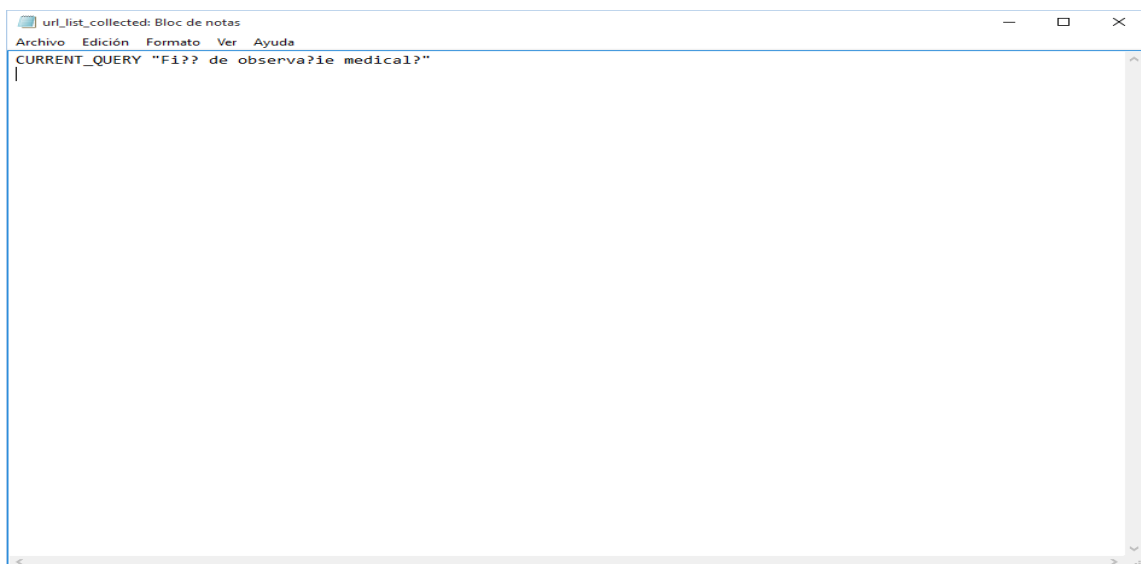 url_list_collected: Bloc de notas
Archivo Edición Formato Ver Ayuda
CURRENT_QUERY "Fi?? de observa?ie medical?"